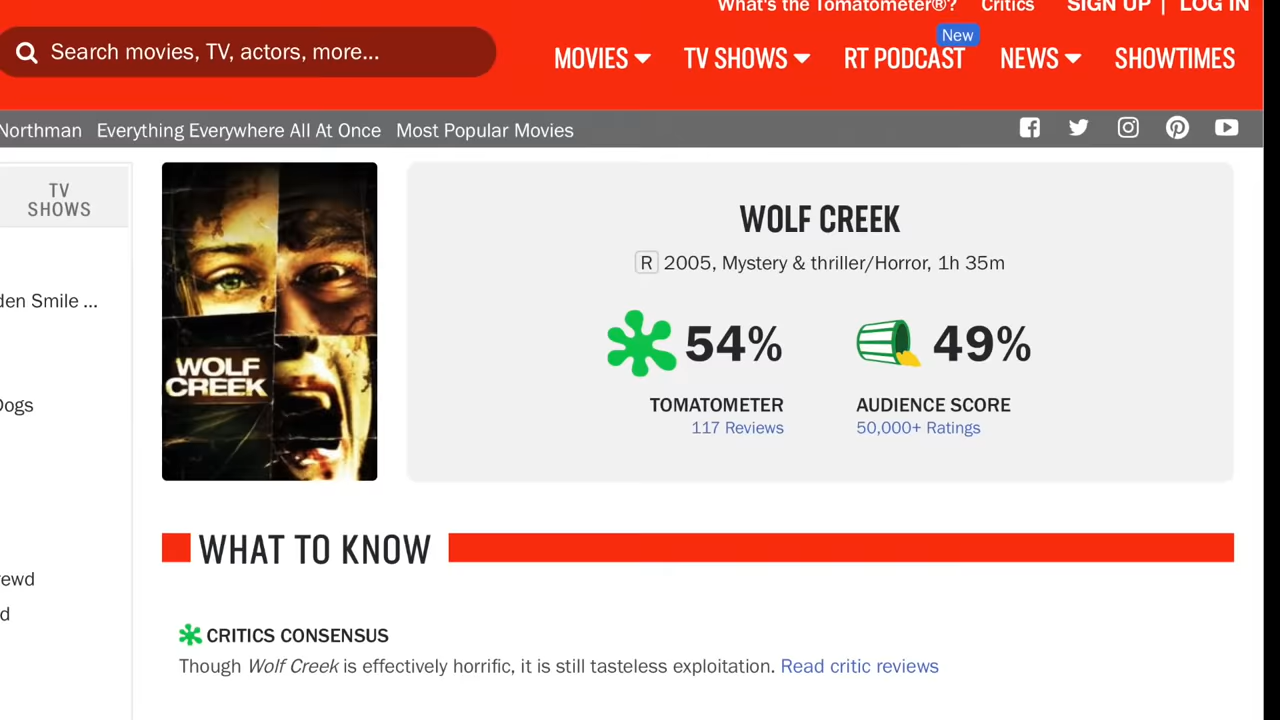 What's the Tomatometer®? Critics SIGN UP | LOG IN
New
Search movies, TV, actors, more...
MOVIES TV SHOWS RT PODCAST NEWS SHOWTIMES
Northman Everything Everywhere All At Once Most Popular Movies
TV
SHOWS
WOLF CREEK
R 2005, Mystery & thriller/Horror, 1h 35m
den Smile ...
54% 49%
WOLF
CREEK
Dogs
TOMATOMETER AUDIENCE SCORE
117 Reviews 50,000+ Ratings
WHAT TO KNOW
rewd
d
CRITICS CONSENSUS
Though Wolf Creek is effectively horrific, it is still tasteless exploitation. Read critic reviews